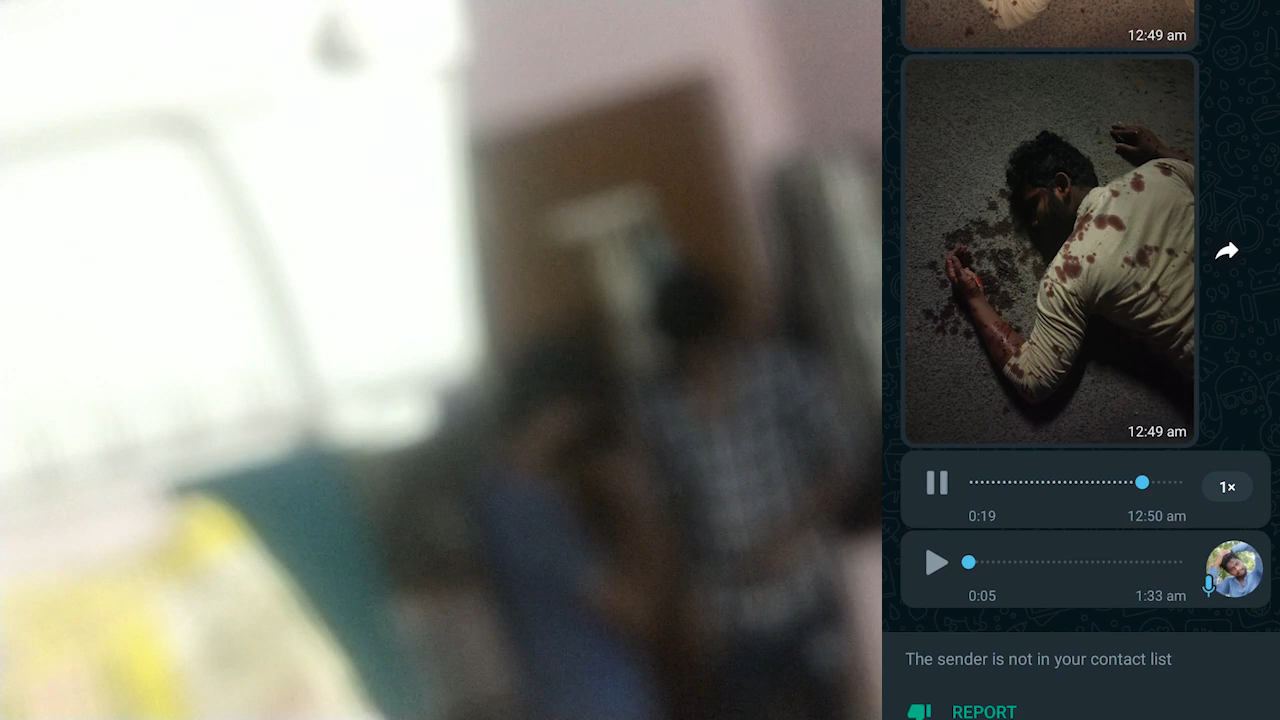 12:49 am
12:49 am
1×
0:19
12:50 am
0:05
1:33 am
The sender is not in your contact list
REPORT